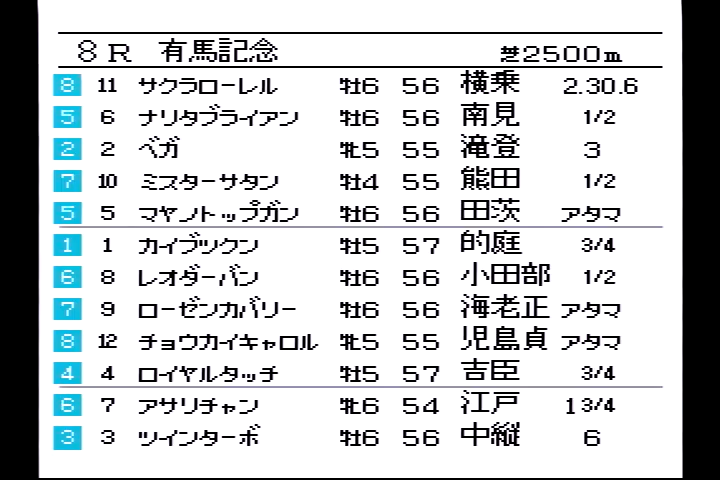 8R 有馬記念 芝2500m
8 11 サクラローレル 牡6 56 横乗 2.30.6
5 6 ナリタブライアン 牡6 56 南見 1/2
2 2 ベガ 牝5 55 滝登 3
7 10 ミスターサタン 牡4 55 熊田 1/2
5 5 マヤノトップガン 牡6 56 田茨 アタマ
1 1 カイブツクン 牡5 57 的庭 3/4
6 8 レオダーバン 牡6 56 小田部 1/2
7 9 ローゼンカバリー 牡6 56 海老正 アタマ
8 12 チョウカイキャロル 牝5 55 児島貞 アタマ
4 4 ロイヤルタッチ 牡5 57 吉臣 3/4
6 7 アサリチャン 牝6 54 江戸 1 3/4
3 3 ツインターボ 牡6 56 中縦 6